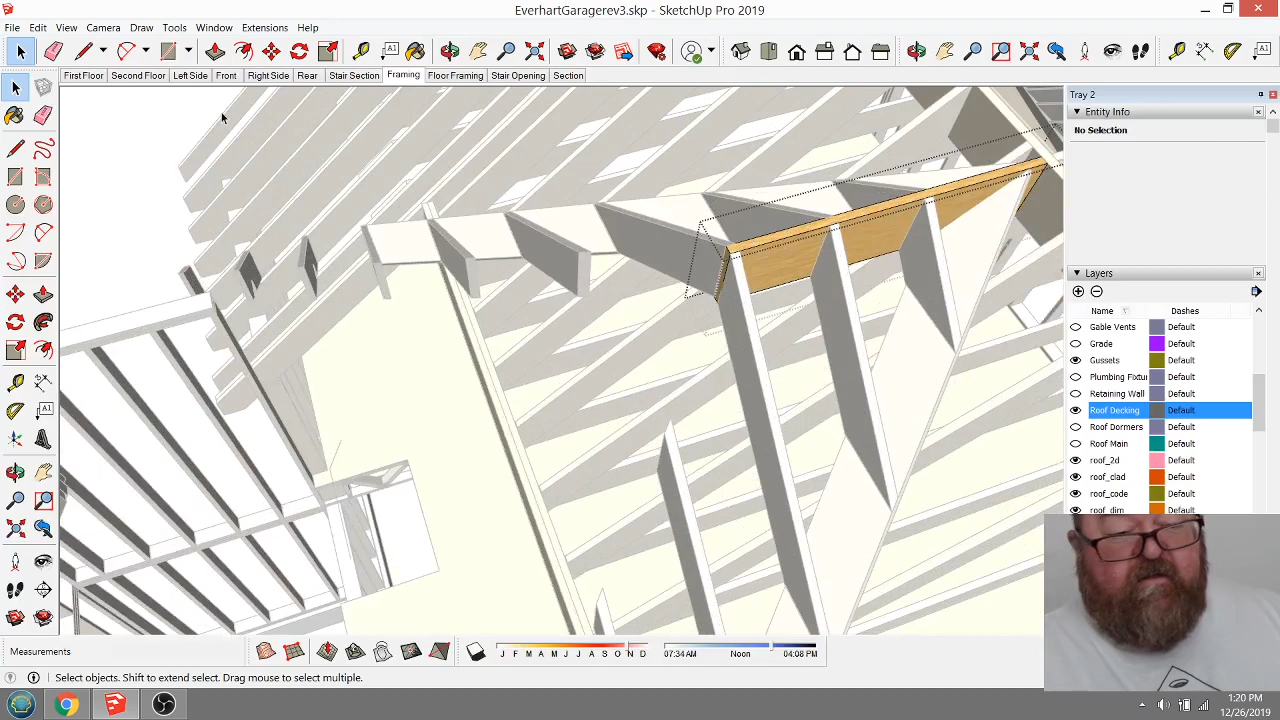 EverhartGaragerev3.skp - SketchUp Pro 2019
File Edit View Camera Draw Tools Window Extensions Help
First Floor Second Floor Left Side Front Right Side Rear Stair Section Framing Floor Framing Stair Opening Section
Tray 2
Entity Info
No Selection
Layers
Name Dashes
Gable Vents Default
Grade Default
Gussets Default
Plumbing Fixtu Default
Retaining Wall Default
Roof Decking Default
Roof Dormers Default
Roof Main Default
roof_2d Default
roof_clad Default
roof_code Default
roof_dim Default
Measurements
J F M A M J J A S O N D
07:34 AM Noon 04:08 PM
Select objects. Shift to extend select. Drag mouse to select multiple.
1:20 PM
12/26/2019